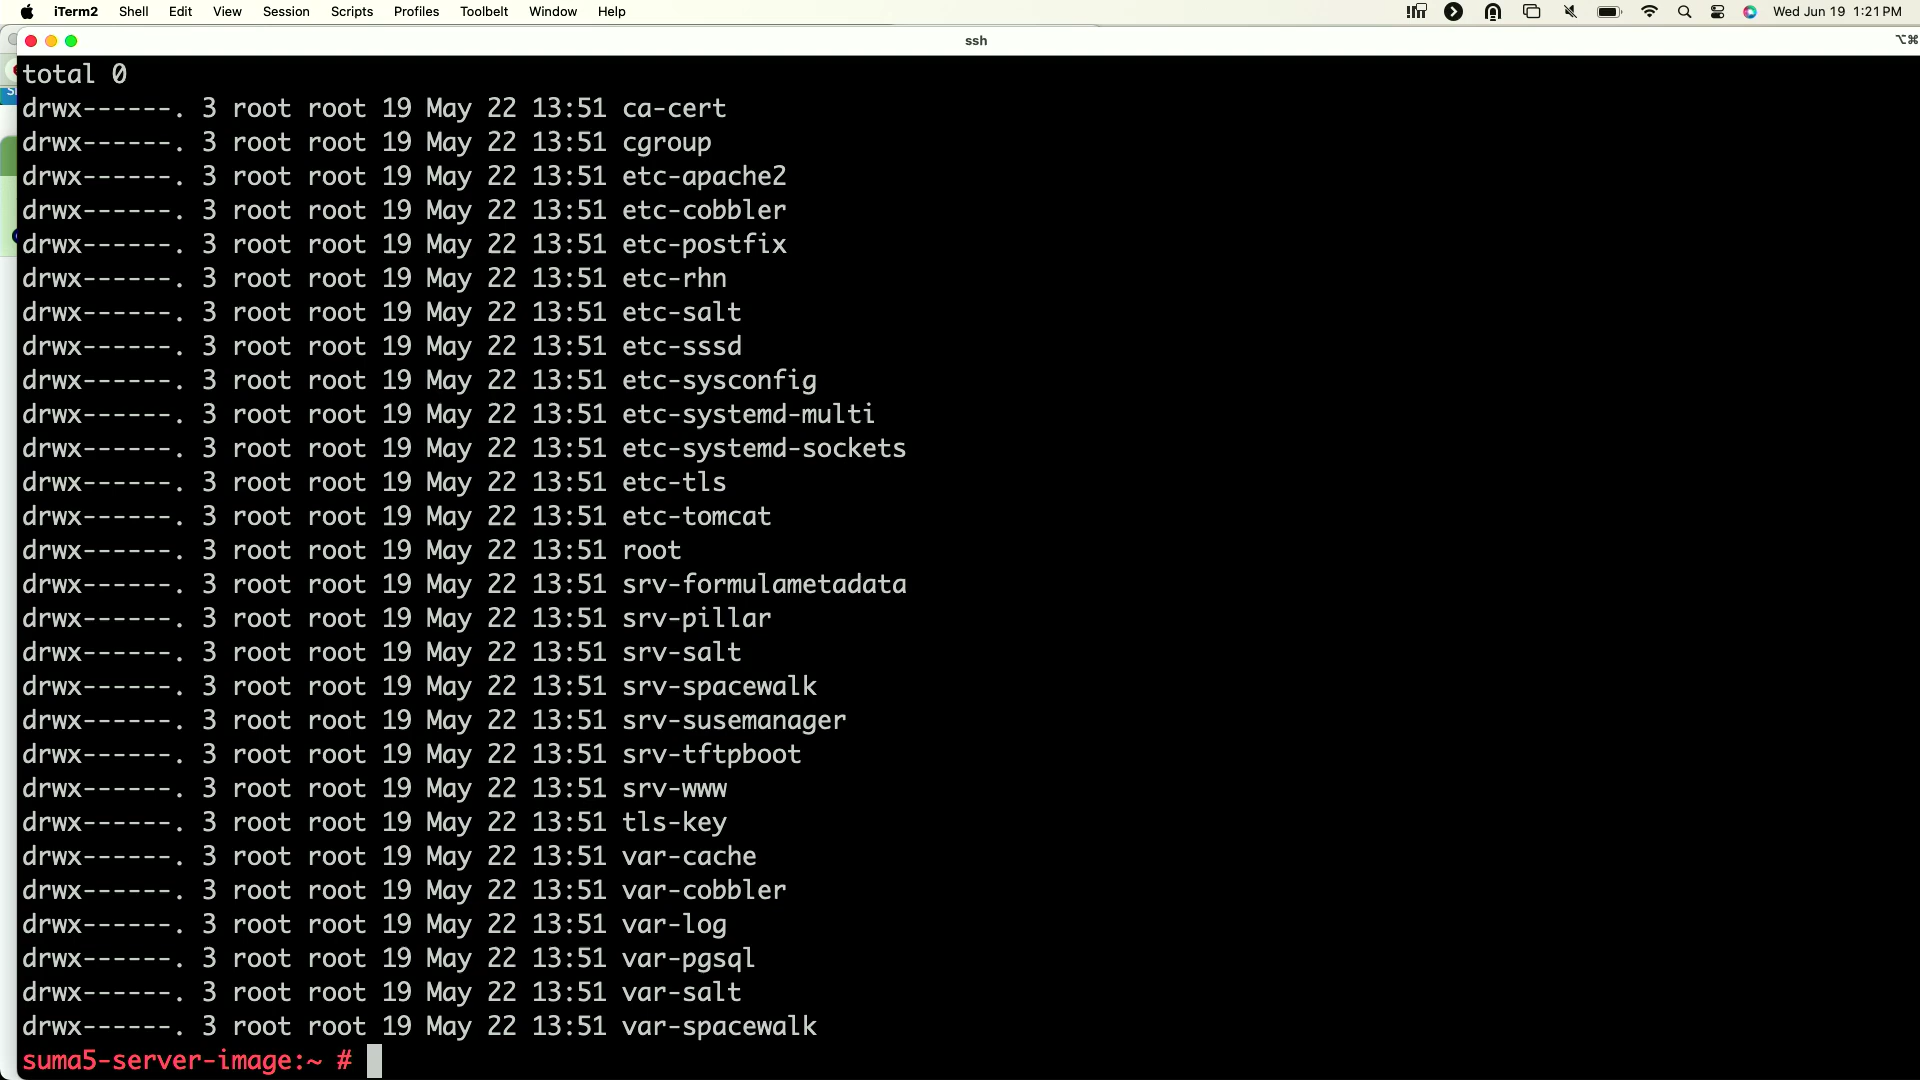 iTerm2 Shell Edit View Session Scripts Profiles Toolbelt Window Help Wed Jun 19 1:21 PM
ssh ⌥⌘
total 0
drwx------. 3 root root 19 May 22 13:51 ca-cert
drwx------. 3 root root 19 May 22 13:51 cgroup
drwx------. 3 root root 19 May 22 13:51 etc-apache2
drwx------. 3 root root 19 May 22 13:51 etc-cobbler
drwx------. 3 root root 19 May 22 13:51 etc-postfix
drwx------. 3 root root 19 May 22 13:51 etc-rhn
drwx------. 3 root root 19 May 22 13:51 etc-salt
drwx------. 3 root root 19 May 22 13:51 etc-sssd
drwx------. 3 root root 19 May 22 13:51 etc-sysconfig
drwx------. 3 root root 19 May 22 13:51 etc-systemd-multi
drwx------. 3 root root 19 May 22 13:51 etc-systemd-sockets
drwx------. 3 root root 19 May 22 13:51 etc-tls
drwx------. 3 root root 19 May 22 13:51 etc-tomcat
drwx------. 3 root root 19 May 22 13:51 root
drwx------. 3 root root 19 May 22 13:51 srv-formulametadata
drwx------. 3 root root 19 May 22 13:51 srv-pillar
drwx------. 3 root root 19 May 22 13:51 srv-salt
drwx------. 3 root root 19 May 22 13:51 srv-spacewalk
drwx------. 3 root root 19 May 22 13:51 srv-susemanager
drwx------. 3 root root 19 May 22 13:51 srv-tftpboot
drwx------. 3 root root 19 May 22 13:51 srv-www
drwx------. 3 root root 19 May 22 13:51 tls-key
drwx------. 3 root root 19 May 22 13:51 var-cache
drwx------. 3 root root 19 May 22 13:51 var-cobbler
drwx------. 3 root root 19 May 22 13:51 var-log
drwx------. 3 root root 19 May 22 13:51 var-pgsql
drwx------. 3 root root 19 May 22 13:51 var-salt
drwx------. 3 root root 19 May 22 13:51 var-spacewalk
suma5-server-image:~ #